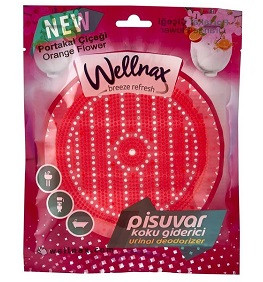 NEW
Portakal Çiçeği
Orange Flower
Wellnax
breeze refresh
pisuvar
koku giderici
urinal deodorizer